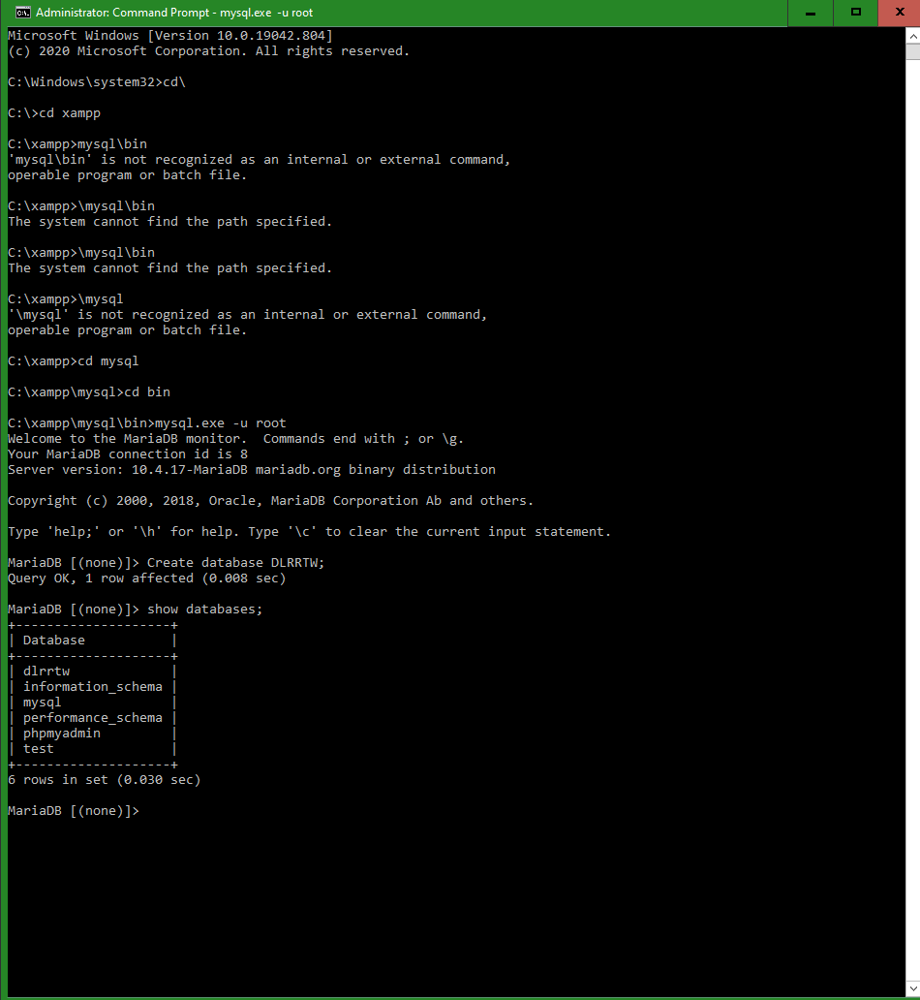 Administrator: Command Prompt - mysql.exe -u root
Microsoft Windows [Version 10.0.19042.804]
(c) 2020 Microsoft Corporation. All rights reserved.
C:\Windows\system32>cd\
C:\>cd xampp
C:\xampp>mysql\bin
'mysql\bin' is not recognized as an internal or external command,
operable program or batch file.
C:\xampp>\mysql\bin
The system cannot find the path specified.
C:\xampp>\mysql\bin
The system cannot find the path specified.
C:\xampp>\mysql
'\mysql' is not recognized as an internal or external command,
operable program or batch file.
C:\xampp>cd mysql
C:\xampp\mysql>cd bin
C:\xampp\mysql\bin>mysql.exe -u root
Welcome to the MariaDB monitor.  Commands end with ; or \g.
Your MariaDB connection id is 8
Server version: 10.4.17-MariaDB mariadb.org binary distribution
Copyright (c) 2000, 2018, Oracle, MariaDB Corporation Ab and others.
Type 'help;' or '\h' for help. Type '\c' to clear the current input statement.
MariaDB [(none)]> Create database DLRRTW;
Query OK, 1 row affected (0.008 sec)
MariaDB [(none)]> show databases;
+--------------------+
| Database           |
+--------------------+
| dlrrtw             |
| information_schema |
| mysql              |
| performance_schema |
| phpmyadmin         |
| test               |
+--------------------+
6 rows in set (0.030 sec)
MariaDB [(none)]>